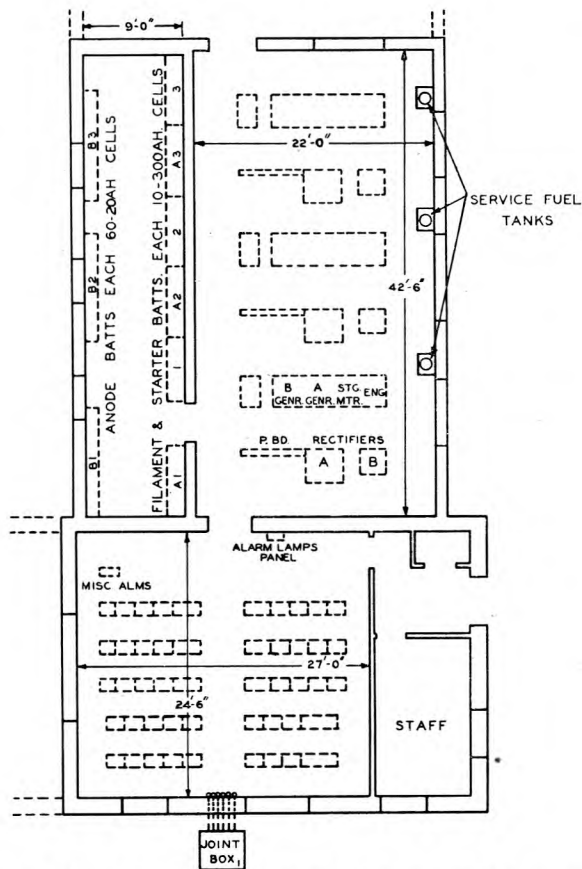 9'-0"
ANODE BATTS EACH 60-20AH CELLS
B3
B2
B1
FILAMENT & STARTER BATTS. EACH 10-300AH. CELLS
3
A3
2
A2
1
A1
22'-0"
42'-6"
SERVICE FUEL
TANKS
B A STG. ENG.
GENR. GENR. MTR.
P. BD. RECTIFIERS
A B
ALARM LAMPS
PANEL
MISC ALMS
27'-0"
24'-6"
STAFF
JOINT
BOX 1